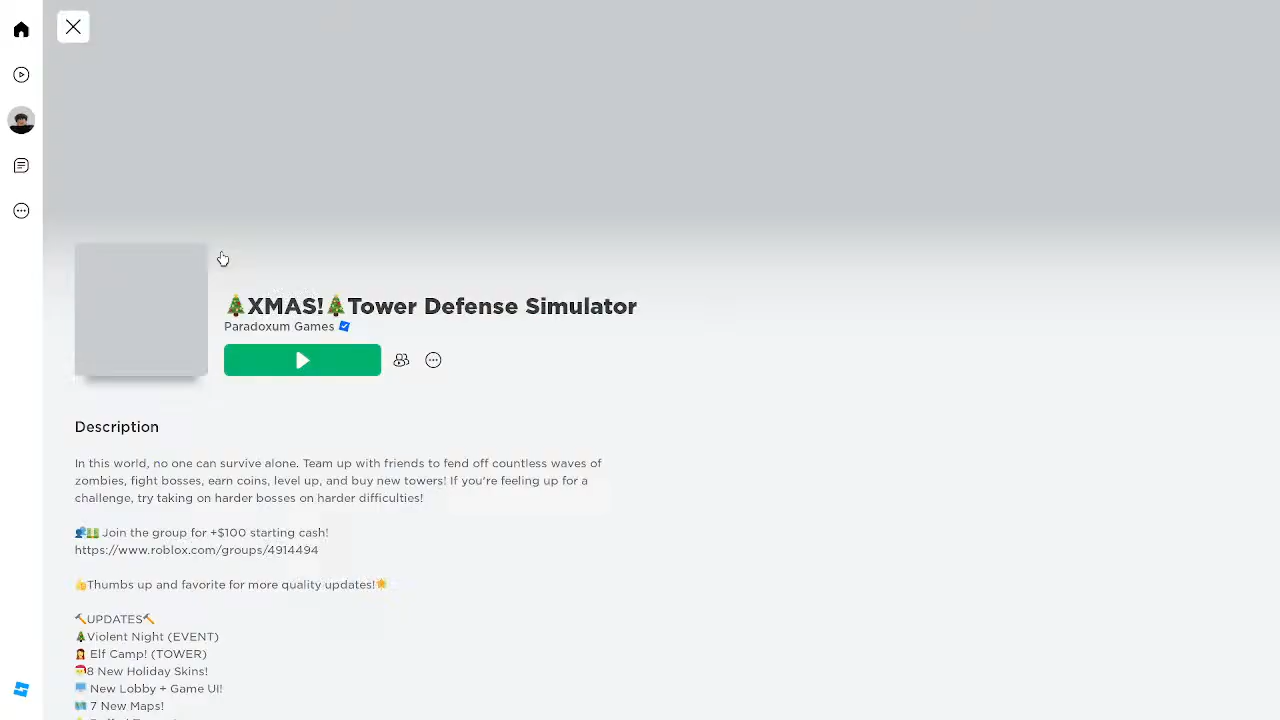 🎄XMAS!🎄Tower Defense Simulator
Paradoxum Games
Description
In this world, no one can survive alone. Team up with friends to fend off countless waves of
zombies, fight bosses, earn coins, level up, and buy new towers! If you're feeling up for a
challenge, try taking on harder bosses on harder difficulties!
👥💵 Join the group for +$100 starting cash!
https://www.roblox.com/groups/4914494
👍Thumbs up and favorite for more quality updates!🌟
🔨UPDATES🔨
🎄Violent Night (EVENT)
Elf Camp! (TOWER)
🎅8 New Holiday Skins!
New Lobby + Game UI!
7 New Maps!